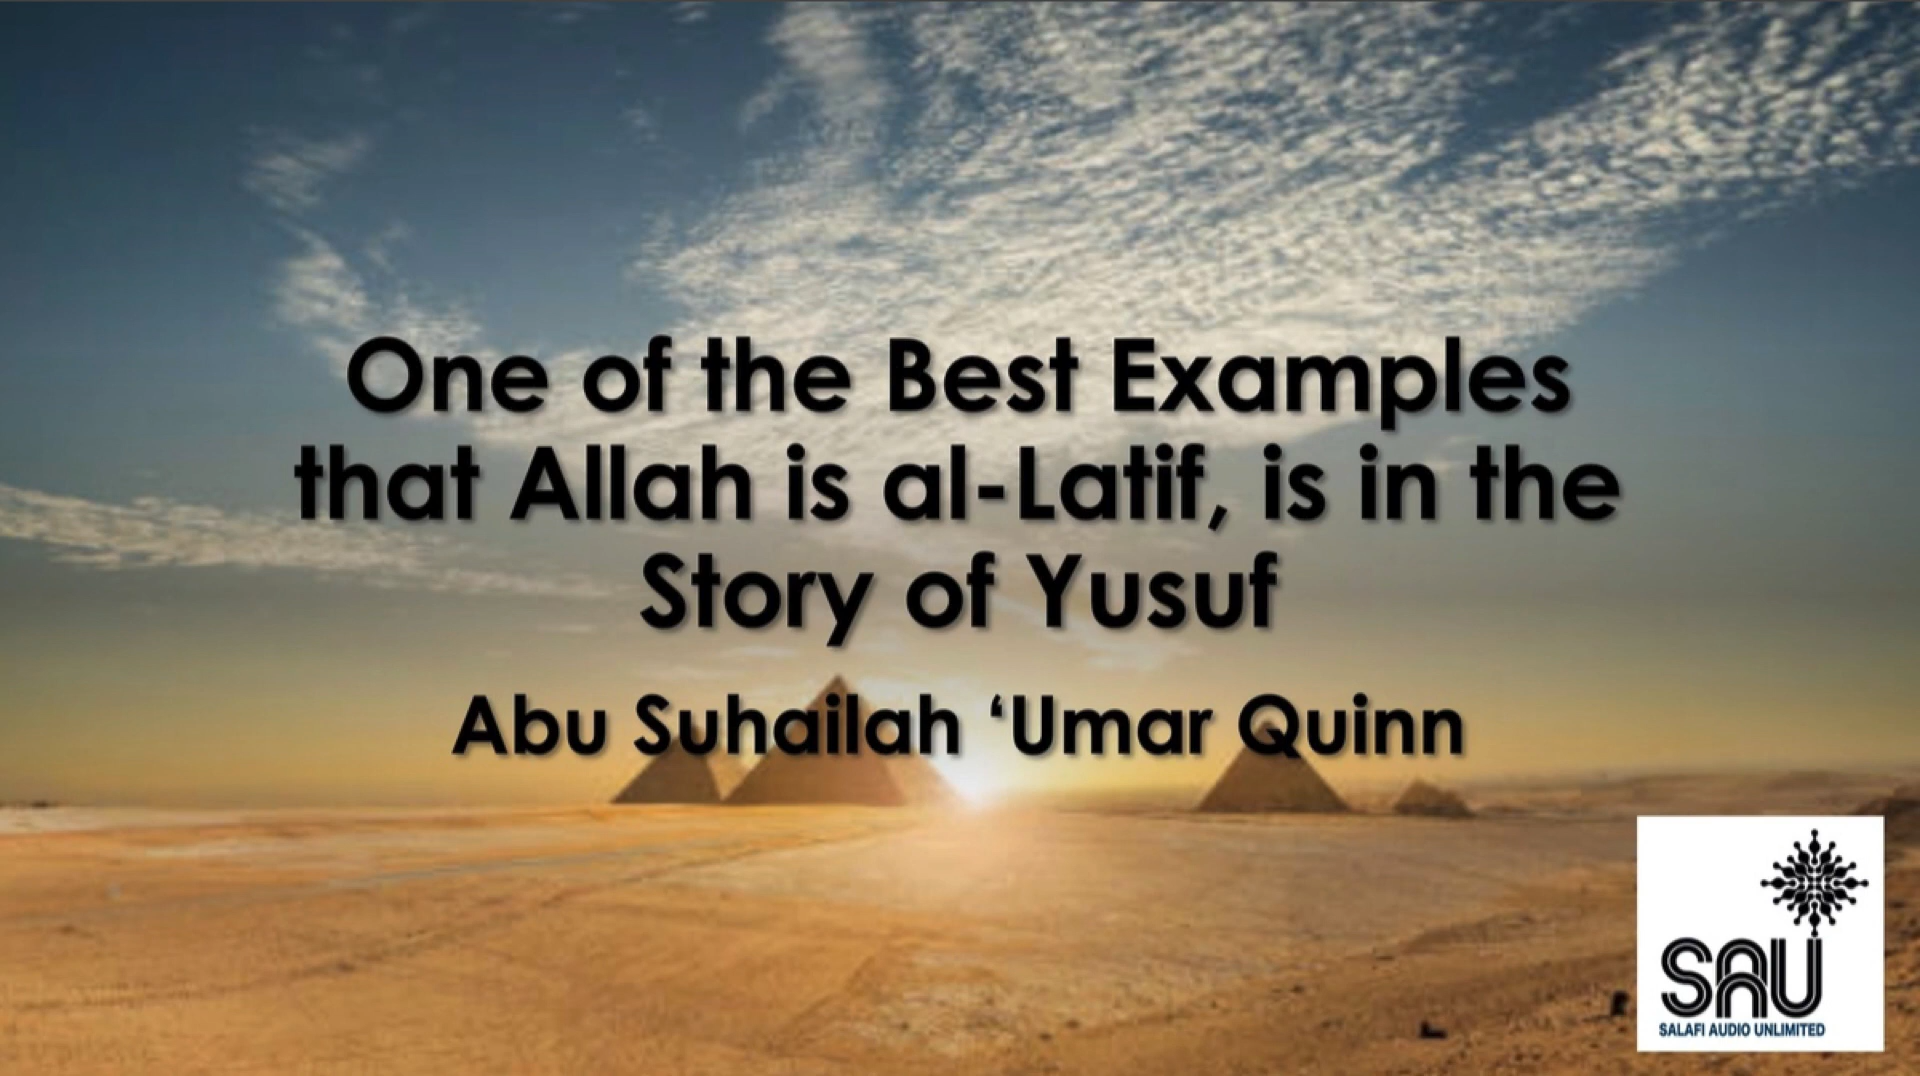 One of the Best Examples
that Allah is al-Latif, is in the
Story of Yusuf
Abu Suhailah ‘Umar Quinn
SAU
SALAFI AUDIO UNLIMITED